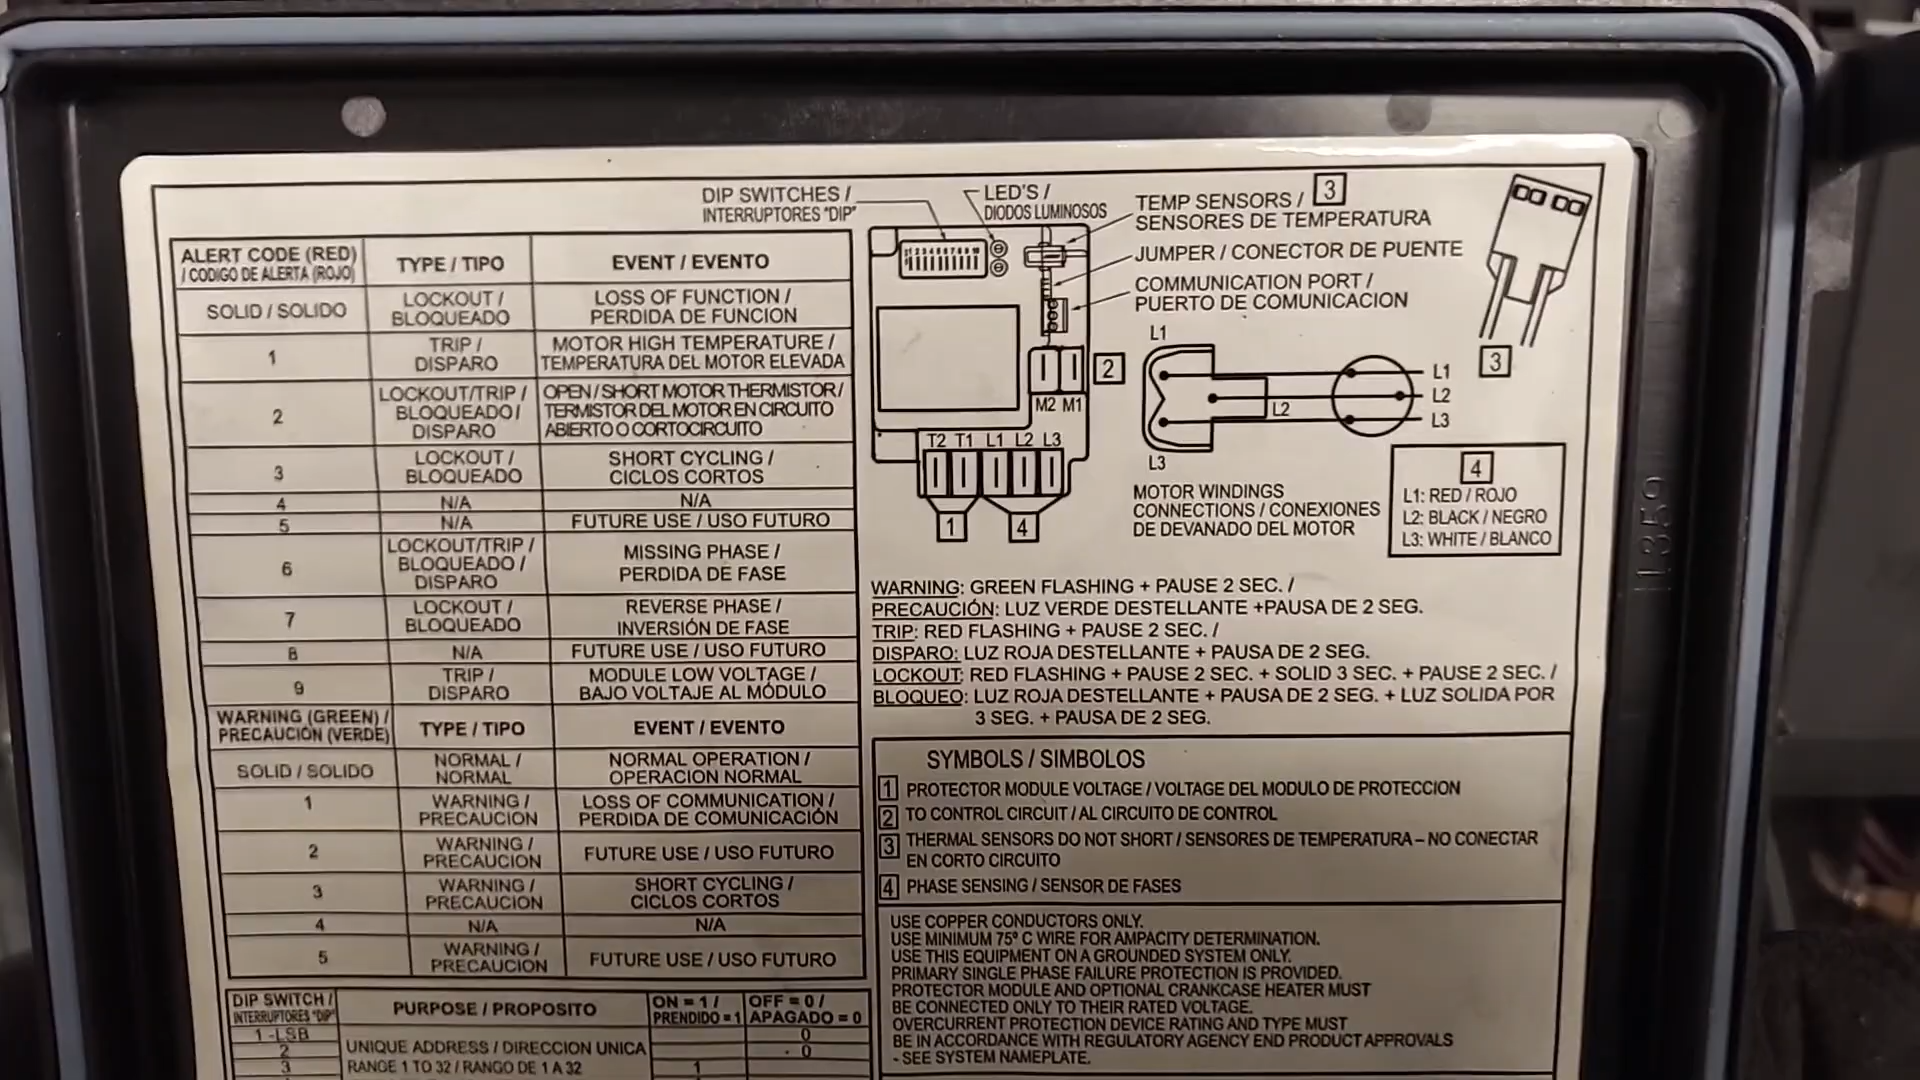 DIP SWITCHES /
INTERRUPTORES "DIP"
LED'S /
DIODOS LUMINOSOS
TEMP SENSORS / 3
SENSORES DE TEMPERATURA
JUMPER / CONECTOR DE PUENTE
COMMUNICATION PORT /
PUERTO DE COMUNICACION
3
M2 M1
2
T2 T1 L1 L2 L3
1 4
L1
L2
L3
L1
L2
L3
MOTOR WINDINGS
CONNECTIONS / CONEXIONES
DE DEVANADO DEL MOTOR
4
L1: RED / ROJO
L2: BLACK / NEGRO
L3: WHITE / BLANCO
11359
ALERT CODE (RED) / CODIGO DE ALERTA (ROJO) TYPE / TIPO EVENT / EVENTO
SOLID / SOLIDO LOCKOUT / BLOQUEADO LOSS OF FUNCTION / PERDIDA DE FUNCION
1 TRIP / DISPARO MOTOR HIGH TEMPERATURE / TEMPERATURA DEL MOTOR ELEVADA
2 LOCKOUT/TRIP / BLOQUEADO/ DISPARO OPEN / SHORT MOTOR THERMISTOR / TERMISTOR DEL MOTOR EN CIRCUITO ABIERTO O CORTOCIRCUITO
3 LOCKOUT / BLOQUEADO SHORT CYCLING / CICLOS CORTOS
4 N/A N/A
5 N/A FUTURE USE / USO FUTURO
6 LOCKOUT/TRIP / BLOQUEADO / DISPARO MISSING PHASE / PERDIDA DE FASE
7 LOCKOUT / BLOQUEADO REVERSE PHASE / INVERSIÓN DE FASE
8 N/A FUTURE USE / USO FUTURO
9 TRIP / DISPARO MODULE LOW VOLTAGE / BAJO VOLTAJE AL MÓDULO
WARNING (GREEN) / PRECAUCIÓN (VERDE) TYPE / TIPO EVENT / EVENTO
SOLID / SOLIDO NORMAL / NORMAL NORMAL OPERATION / OPERACION NORMAL
1 WARNING / PRECAUCION LOSS OF COMMUNICATION / PERDIDA DE COMUNICACIÓN
2 WARNING / PRECAUCION FUTURE USE / USO FUTURO
3 WARNING / PRECAUCION SHORT CYCLING / CICLOS CORTOS
4 N/A N/A
5 WARNING / PRECAUCION FUTURE USE / USO FUTURO
DIP SWITCH / INTERRUPTORES "DIP" PURPOSE / PROPOSITO ON = 1 / PRENDIDO = 1 OFF = 0 / APAGADO = 0
1 -LSB 0
2 UNIQUE ADDRESS / DIRECCION UNICA 0
3 RANGE 1 TO 32 / RANGO DE 1 A 32 1
WARNING: GREEN FLASHING + PAUSE 2 SEC. /
PRECAUCIÓN: LUZ VERDE DESTELLANTE +PAUSA DE 2 SEG.
TRIP: RED FLASHING + PAUSE 2 SEC. /
DISPARO: LUZ ROJA DESTELLANTE + PAUSA DE 2 SEG.
LOCKOUT: RED FLASHING + PAUSE 2 SEC. + SOLID 3 SEC. + PAUSE 2 SEC. /
BLOQUEO: LUZ ROJA DESTELLANTE + PAUSA DE 2 SEG. + LUZ SOLIDA POR
3 SEG. + PAUSA DE 2 SEG.
SYMBOLS / SIMBOLOS
1 PROTECTOR MODULE VOLTAGE / VOLTAGE DEL MODULO DE PROTECCION
2 TO CONTROL CIRCUIT / AL CIRCUITO DE CONTROL
3 THERMAL SENSORS DO NOT SHORT / SENSORES DE TEMPERATURA – NO CONECTAR
EN CORTO CIRCUITO
4 PHASE SENSING / SENSOR DE FASES
USE COPPER CONDUCTORS ONLY.
USE MINIMUM 75° C WIRE FOR AMPACITY DETERMINATION.
USE THIS EQUIPMENT ON A GROUNDED SYSTEM ONLY.
PRIMARY SINGLE PHASE FAILURE PROTECTION IS PROVIDED.
PROTECTOR MODULE AND OPTIONAL CRANKCASE HEATER MUST
BE CONNECTED ONLY TO THEIR RATED VOLTAGE.
OVERCURRENT PROTECTION DEVICE RATING AND TYPE MUST
BE IN ACCORDANCE WITH REGULATORY AGENCY END PRODUCT APPROVALS
- SEE SYSTEM NAMEPLATE.